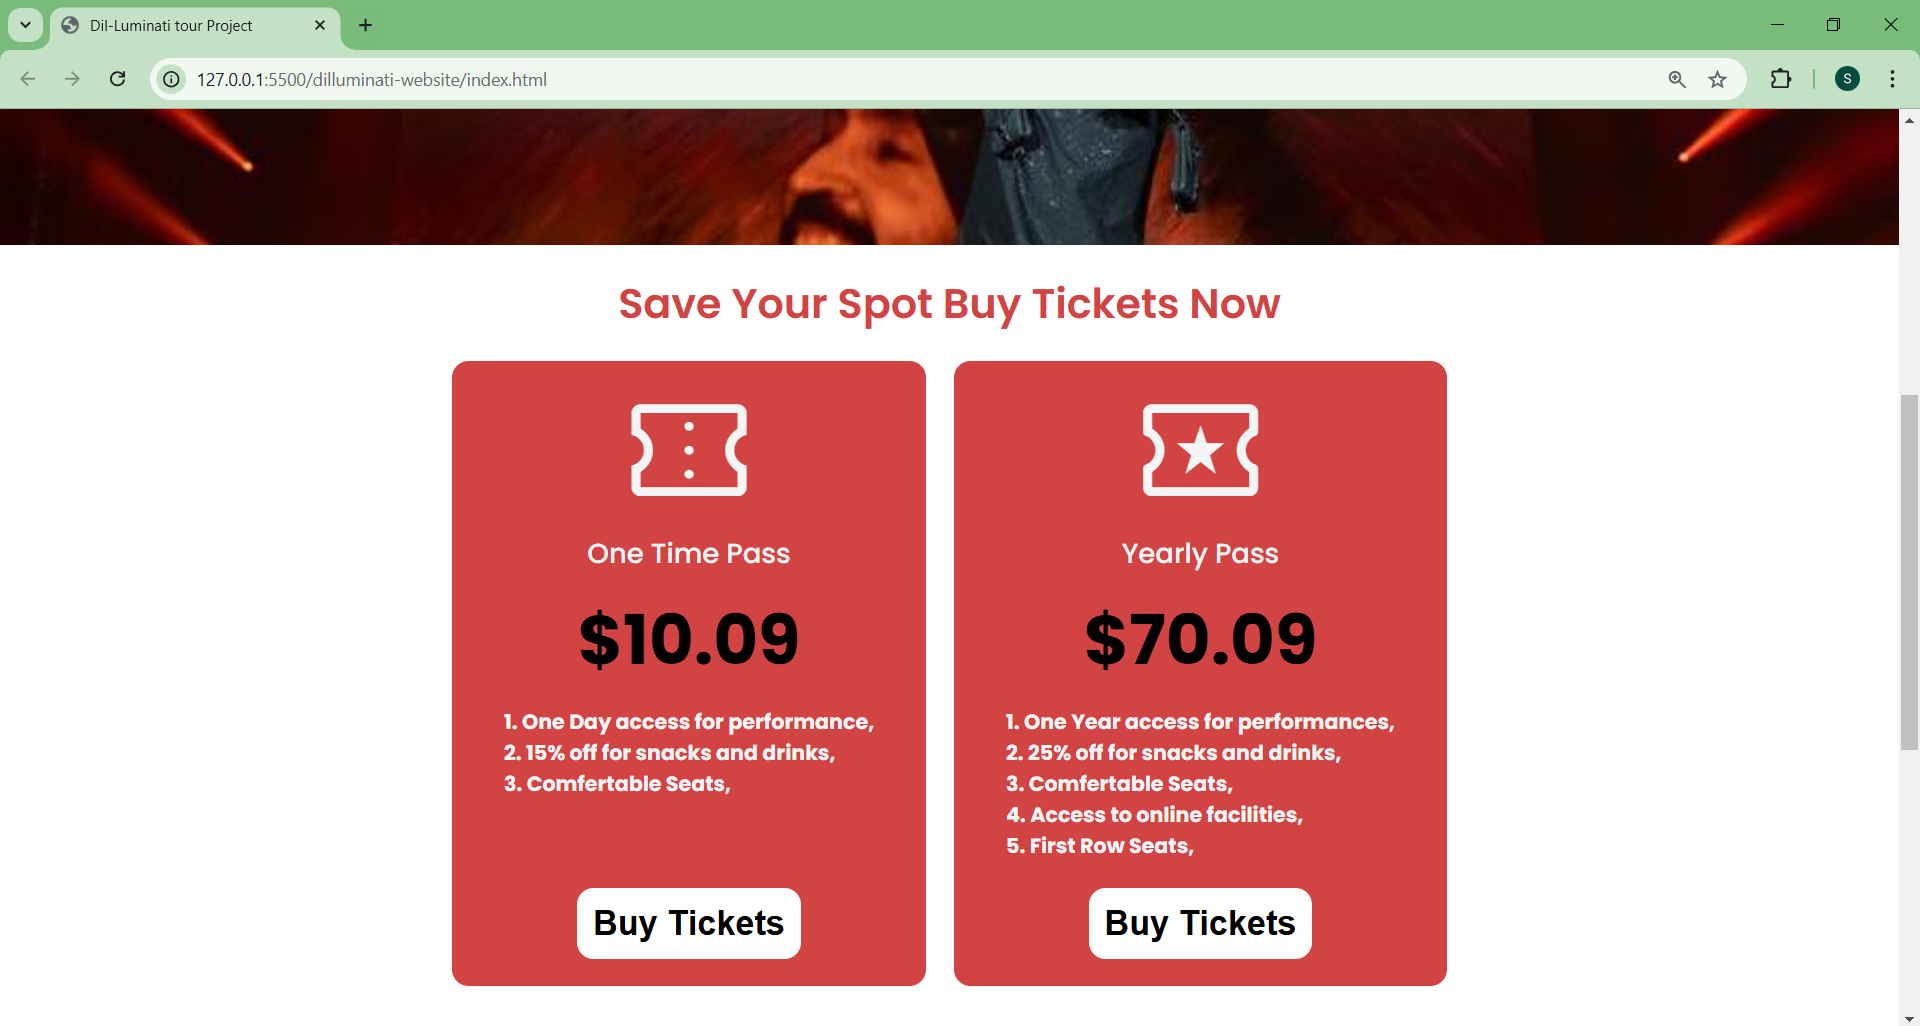 Dil-Luminati tour Project
127.0.0.1:5500/dilluminati-website/index.html
S
Save Your Spot Buy Tickets Now
One Time Pass
$10.09
1. One Day access for performance,
2. 15% off for snacks and drinks,
3. Comfertable Seats,
Buy Tickets
Yearly Pass
$70.09
1. One Year access for performances,
2. 25% off for snacks and drinks,
3. Comfertable Seats,
4. Access to online facilities,
5. First Row Seats,
Buy Tickets